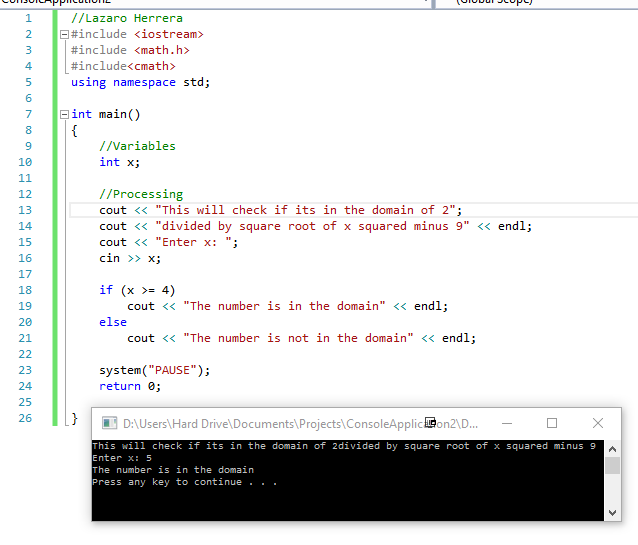 ConsoleApplication2 (Global Scope)
1 //Lazaro Herrera
2 #include <iostream>
3 #include <math.h>
4 #include<cmath>
5 using namespace std;
6
7 int main()
8 {
9 //Variables
10 int x;
11
12 //Processing
13 cout << "This will check if its in the domain of 2";
14 cout << "divided by square root of x squared minus 9" << endl;
15 cout << "Enter x: ";
16 cin >> x;
17
18 if (x >= 4)
19 cout << "The number is in the domain" << endl;
20 else
21 cout << "The number is not in the domain" << endl;
22
23 system("PAUSE");
24 return 0;
25
26 }
D:\Users\Hard Drive\Documents\Projects\ConsoleApplication2\D...
This will check if its in the domain of 2divided by square root of x squared minus 9
Enter x: 5
The number is in the domain
Press any key to continue . . .